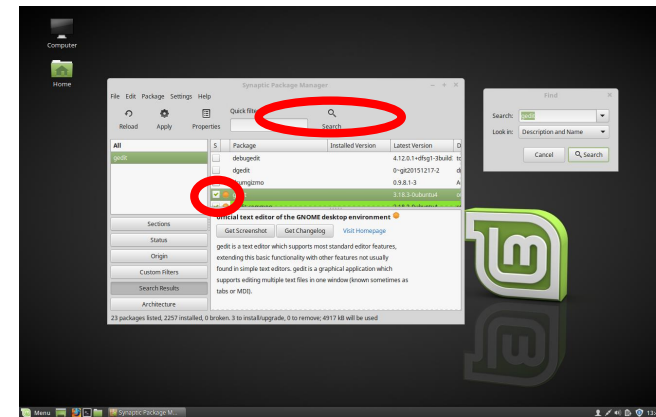 Computer
Home
Synaptic Package Manager
File Edit Package Settings Help
Quick filter
Reload Apply Properties Search
All
gedit
S Package Installed Version Latest Version D
debugedit 4.12.0.1+dfsg1-3build
dgedit 0~git20151217-2
0.9.8.1-3 A
3.18.3-0ubuntu4
official text editor of the GNOME desktop environment
Get Screenshot Get Changelog Visit Homepage
gedit is a text editor which supports most standard editor features,
extending this basic functionality with other features not usually
found in simple text editors. gedit is a graphical application which
supports editing multiple text files in one window (known sometimes as
tabs or MDI).
Sections
Status
Origin
Custom Filters
Search Results
Architecture
23 packages listed, 2257 installed, 0 broken. 3 to install/upgrade, 0 to remove; 4917 kB will be used
Find
Search: gedit
Look in: Description and Name
Cancel Search
Menu Synaptic Package M...